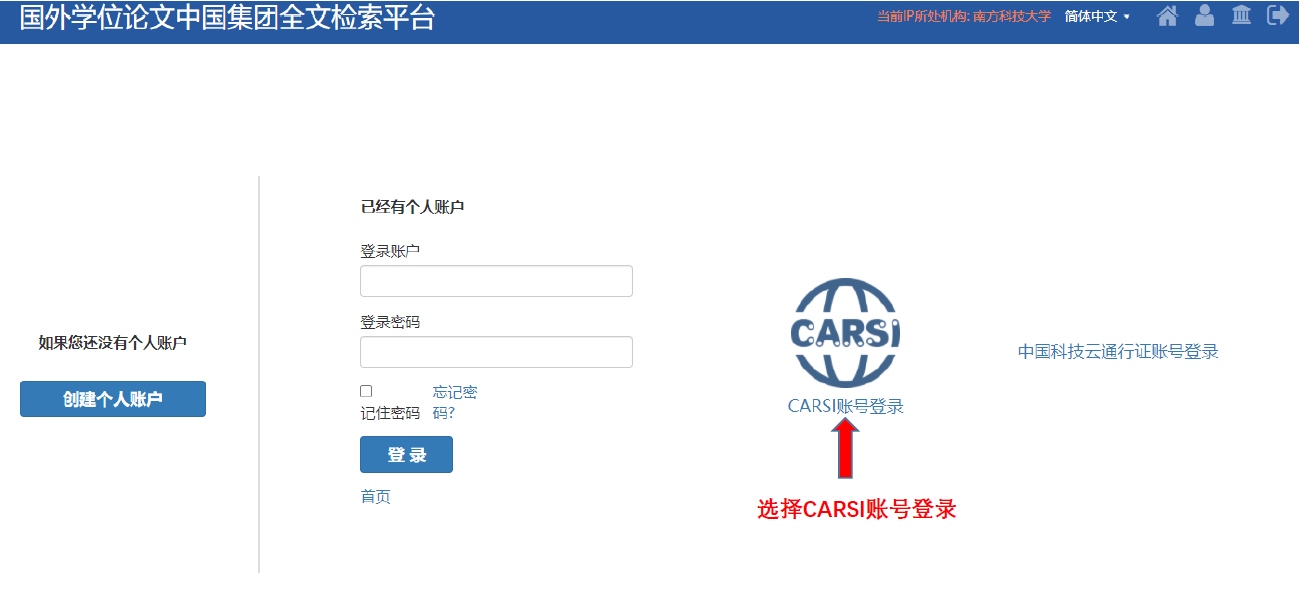 国外学位论文中国集团全文检索平台
当前IP所处机构: 南方科技大学 简体中文
如果您还没有个人账户
创建个人账户
已经有个人账户
登录账户
登录密码
记住密码
忘记密
码?
登 录
首页
CARSI
CARSI账号登录
选择CARSI账号登录
中国科技云通行证账号登录